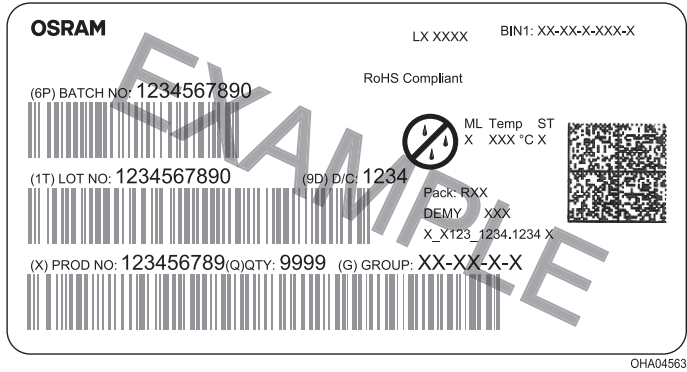 OSRAM
LX XXXX
BIN1: XX-XX-X-XXX-X
RoHS Compliant
(6P) BATCH NO: 1234567890
ML Temp ST
X XXX °C X
(1T) LOT NO: 1234567890
(9D) D/C: 1234
Pack: RXX
DEMY XXX
X_X123_1234.1234 X
(X) PROD NO: 123456789(Q)QTY: 9999 (G) GROUP: XX-XX-X-X
EXAMPLE
OHA04563